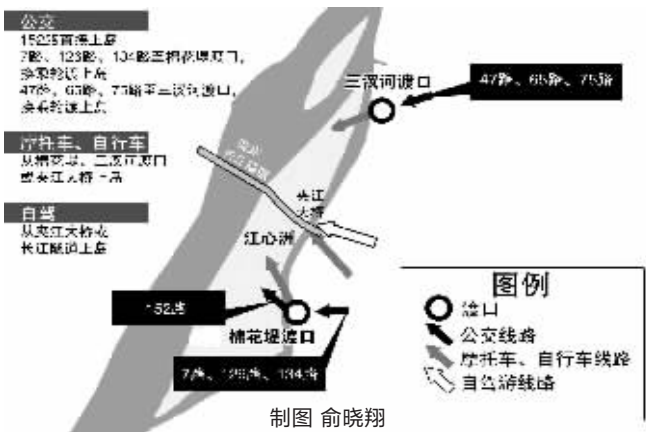 公交
152路直接上岛
7路、126路、134路至棉花堤渡口，
换乘轮渡上岛
47路、65路、75路至三汊河渡口，
换乘轮渡上岛
摩托车、自行车
从棉花堤、三汊河渡口
或夹江大桥上岛
自驾
从夹江大桥或
长江隧道上岛
三汊河渡口
47路、65路、75路
夹江
大桥
江心洲
152路
棉花堤渡口
7路、126路、134路
图例
渡口
公交线路
摩托车、自行车线路
自驾游线路
制图 俞晓翔